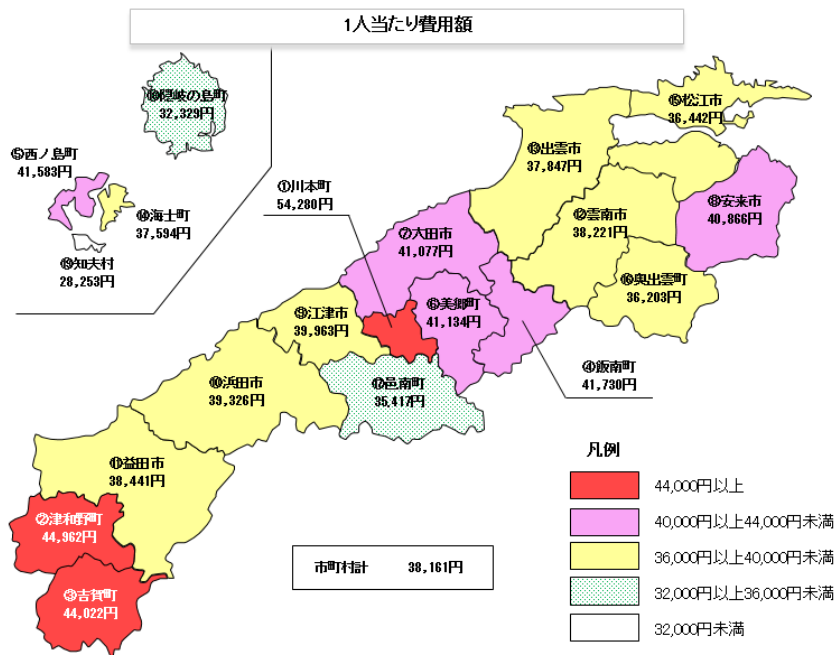 1人当たり費用額
⑱隠岐の島町
32,329円
⑮松江市
36,442円
⑤西ノ島町
41,583円
⑬出雲市
37,847円
①川本町
54,280円
⑧安来市
40,866円
⑭海士町
37,594円
⑫雲南市
38,221円
⑦大田市
41,077円
⑲知夫村
28,253円
⑯奥出雲町
36,203円
⑥美郷町
41,134円
⑨江津市
39,963円
④飯南町
41,730円
⑩浜田市
39,326円
⑰邑南町
35,417円
⑪益田市
38,441円
②津和野町
44,962円
③吉賀町
44,022円
市町村計 38,161円
凡例
44,000円以上
40,000円以上44,000円未満
36,000円以上40,000円未満
32,000円以上36,000円未満
32,000円未満